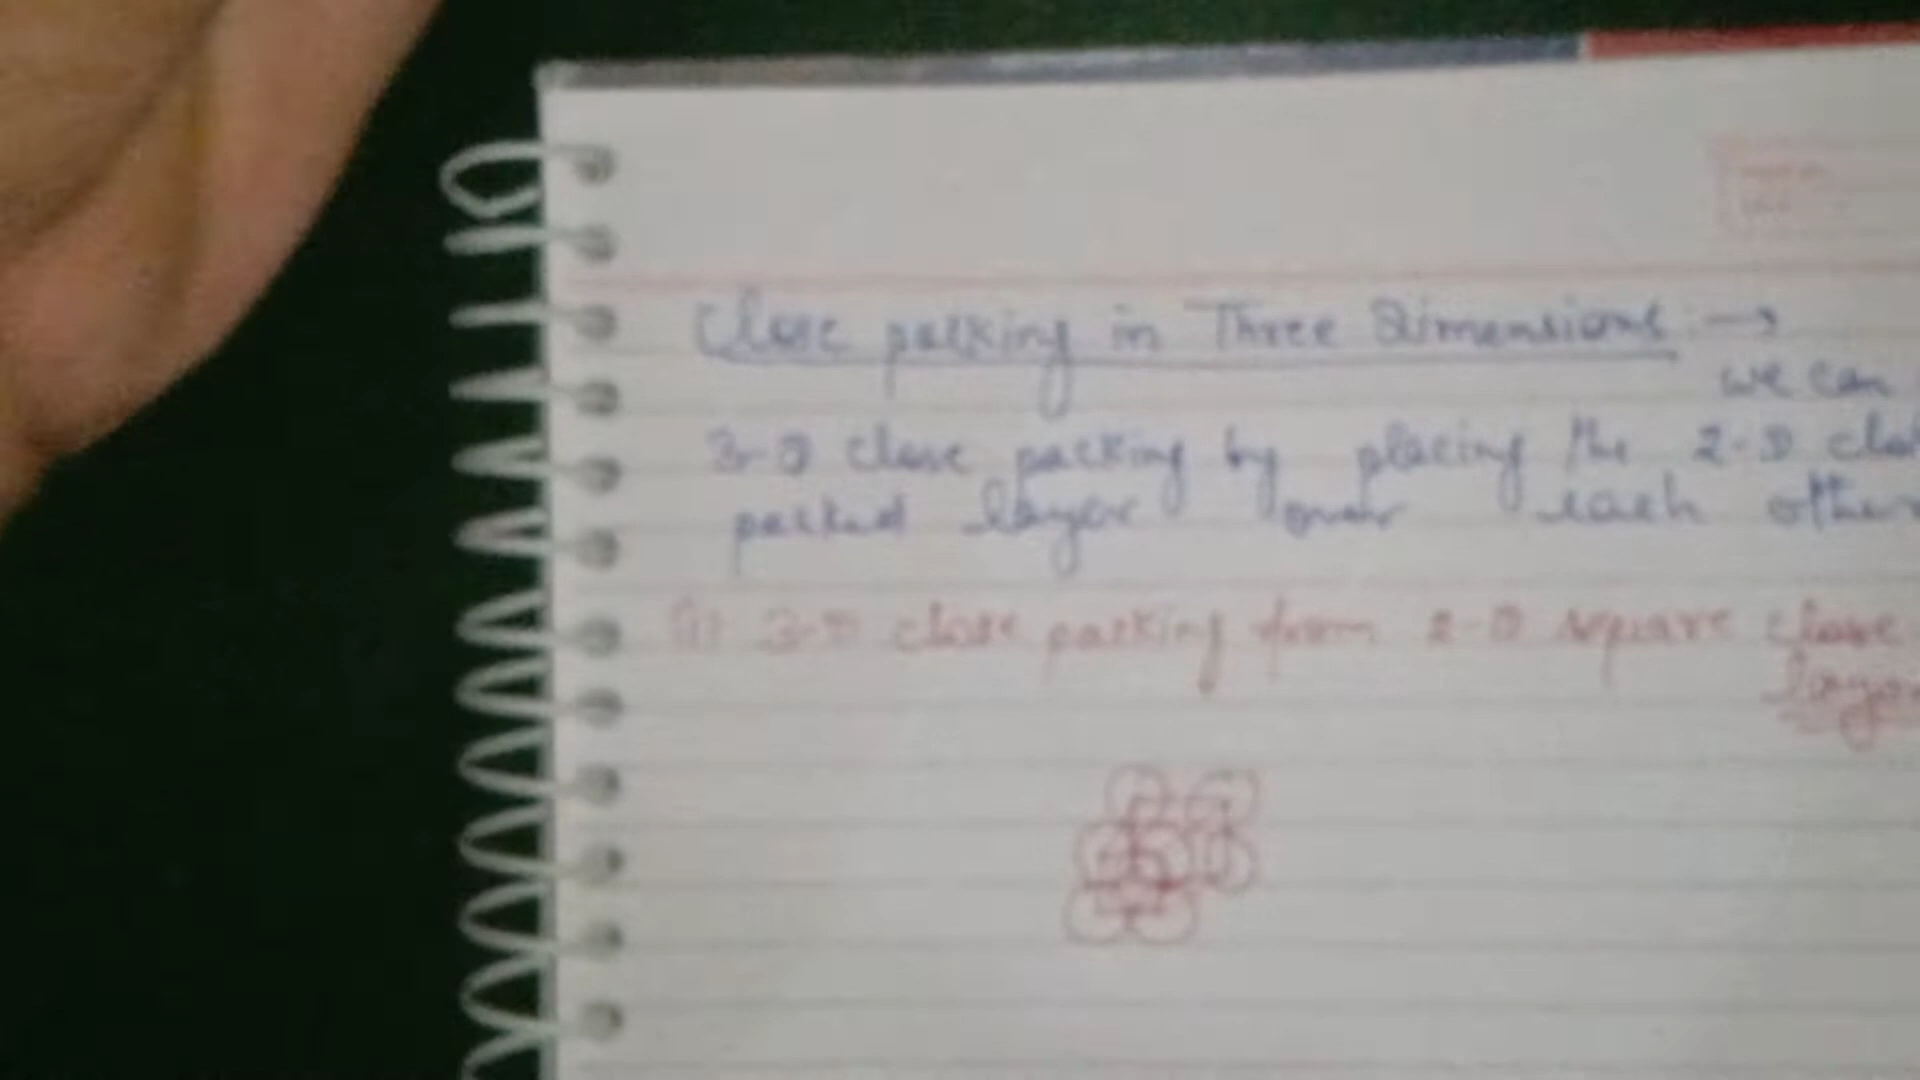 Close packing in Three Dimensions :→
we can
3-D close packing by placing the 2-D
packed layer over each other
(i) 3-D close packing from 2-D square close
layer